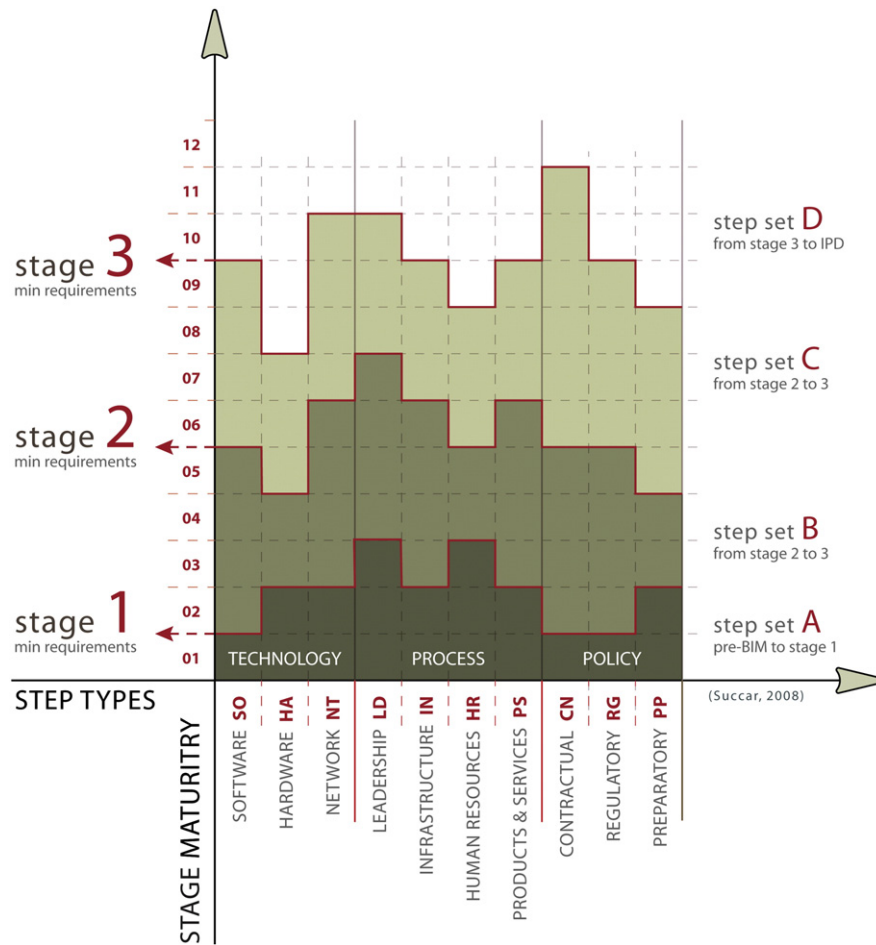 12
11
10
09
08
07
06
05
04
03
02
01
stage 3
min requirements
stage 2
min requirements
stage 1
min requirements
step set D
from stage 3 to IPD
step set C
from stage 2 to 3
step set B
from stage 2 to 3
step set A
pre-BIM to stage 1
TECHNOLOGY
PROCESS
POLICY
STEP TYPES
(Succar, 2008)
STAGE MATURITRY
SOFTWARE SO
HARDWARE HA
NETWORK NT
LEADERSHIP LD
INFRASTRUCTURE IN
HUMAN RESOURCES HR
PRODUCTS & SERVICES PS
CONTRACTUAL CN
REGULATORY RG
PREPARATORY PP